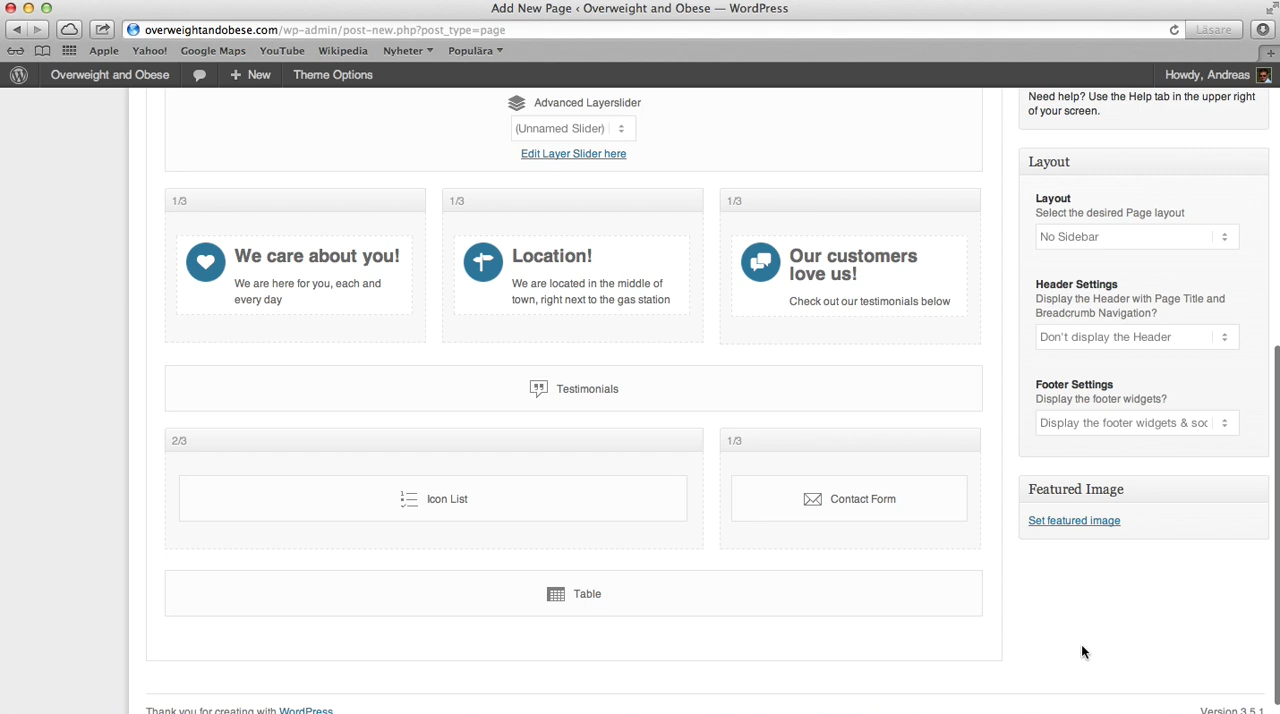 Add New Page ‹ Overweight and Obese — WordPress
overweightandobese.com/wp-admin/post-new.php?post_type=page
Läsare
Apple Yahoo! Google Maps YouTube Wikipedia Nyheter Populära
Overweight and Obese + New Theme Options Howdy, Andreas
Advanced Layerslider
(Unnamed Slider)
Edit Layer Slider here
1/3 1/3 1/3
We care about you!
We are here for you, each and
every day
Location!
We are located in the middle of
town, right next to the gas station
Our customers
love us!
Check out our testimonials below
Testimonials
2/3 1/3
Icon List
Contact Form
Table
Need help? Use the Help tab in the upper right
of your screen.
Layout
Layout
Select the desired Page layout
No Sidebar
Header Settings
Display the Header with Page Title and
Breadcrumb Navigation?
Don't display the Header
Footer Settings
Display the footer widgets?
Display the footer widgets & soc
Featured Image
Set featured image
Thank you for creating with WordPress
Version 3.5.1